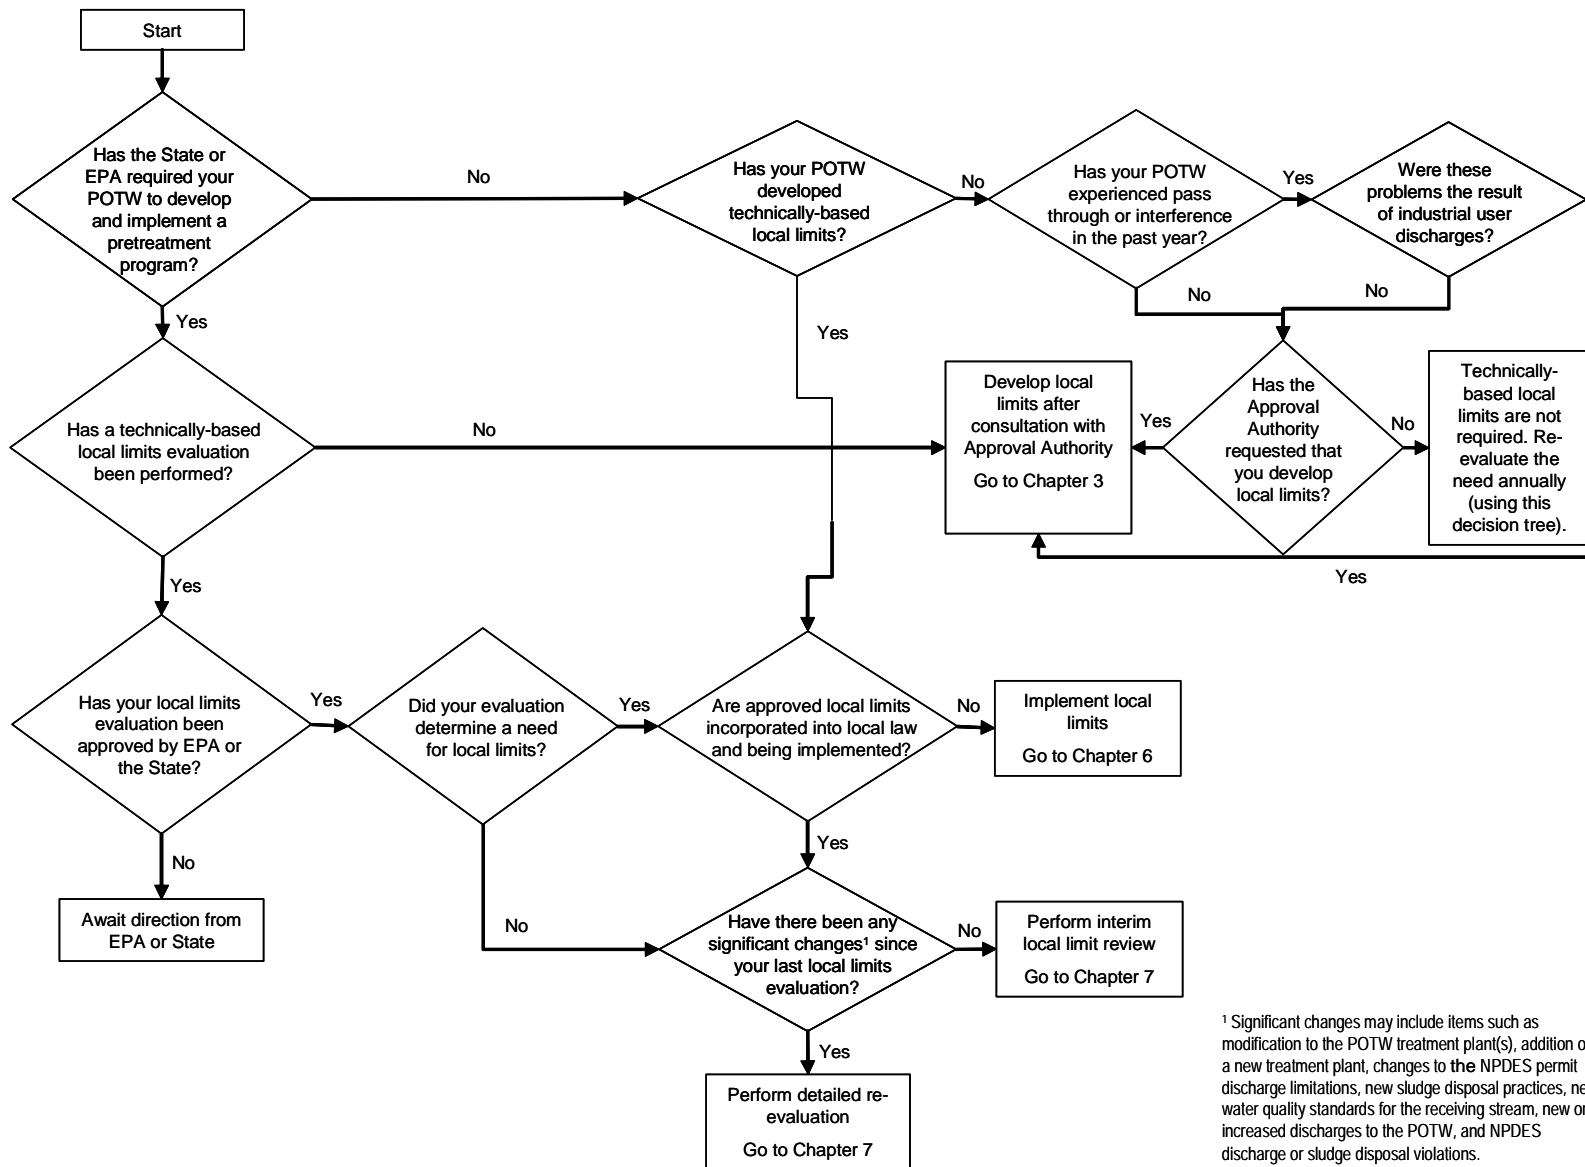 Start
Has the State or
EPA required your
POTW to develop
and implement a
pretreatment
program?
No
Has your POTW
developed
technically-based
local limits?
No
Has your POTW
experienced pass
through or interference
in the past year?
Yes
Were these
problems the result
of industrial user
discharges?
Yes
Yes
No
No
Has a technically-based
local limits evaluation
been performed?
No
Develop local
limits after
consultation with
Approval Authority
Go to Chapter 3
Yes
Has the
Approval
Authority
requested that
you develop
local limits?
No
Technically-
based local
limits are not
required. Re-
evaluate the
need annually
(using this
decision tree).
Yes
Yes
Has your local limits
evaluation been
approved by EPA or
the State?
Yes
Did your evaluation
determine a need
for local limits?
Yes
Are approved local limits
incorporated into local law
and being implemented?
No
Implement local
limits
Go to Chapter 6
No
Yes
Await direction from
EPA or State
No
Have there been any
significant changes¹ since
your last local limits
evaluation?
No
Perform interim
local limit review
Go to Chapter 7
Yes
Perform detailed re-
evaluation
Go to Chapter 7
¹ Significant changes may include items such as
modification to the POTW treatment plant(s), addition o
a new treatment plant, changes to the NPDES permit
discharge limitations, new sludge disposal practices, ne
water quality standards for the receiving stream, new or
increased discharges to the POTW, and NPDES
discharge or sludge disposal violations.